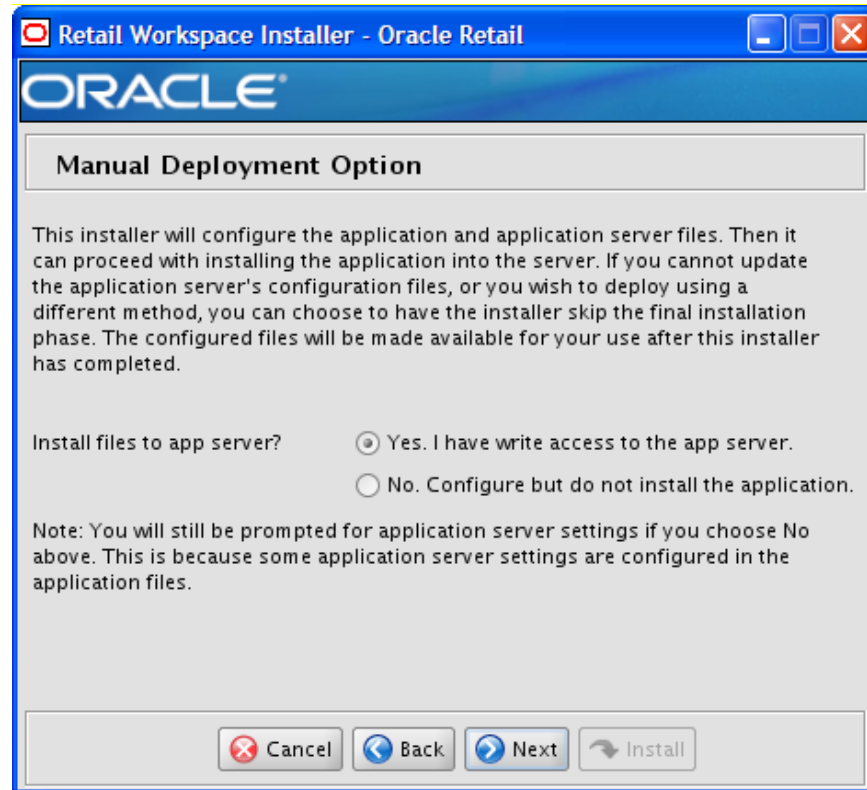 Retail Workspace Installer - Oracle Retail
ORACLE®
Manual Deployment Option
This installer will configure the application and application server files. Then it
can proceed with installing the application into the server. If you cannot update
the application server's configuration files, or you wish to deploy using a
different method, you can choose to have the installer skip the final installation
phase. The configured files will be made available for your use after this installer
has completed.
Install files to app server? Yes. I have write access to the app server.
No. Configure but do not install the application.
Note: You will still be prompted for application server settings if you choose No
above. This is because some application server settings are configured in the
application files.
Cancel Back Next Install